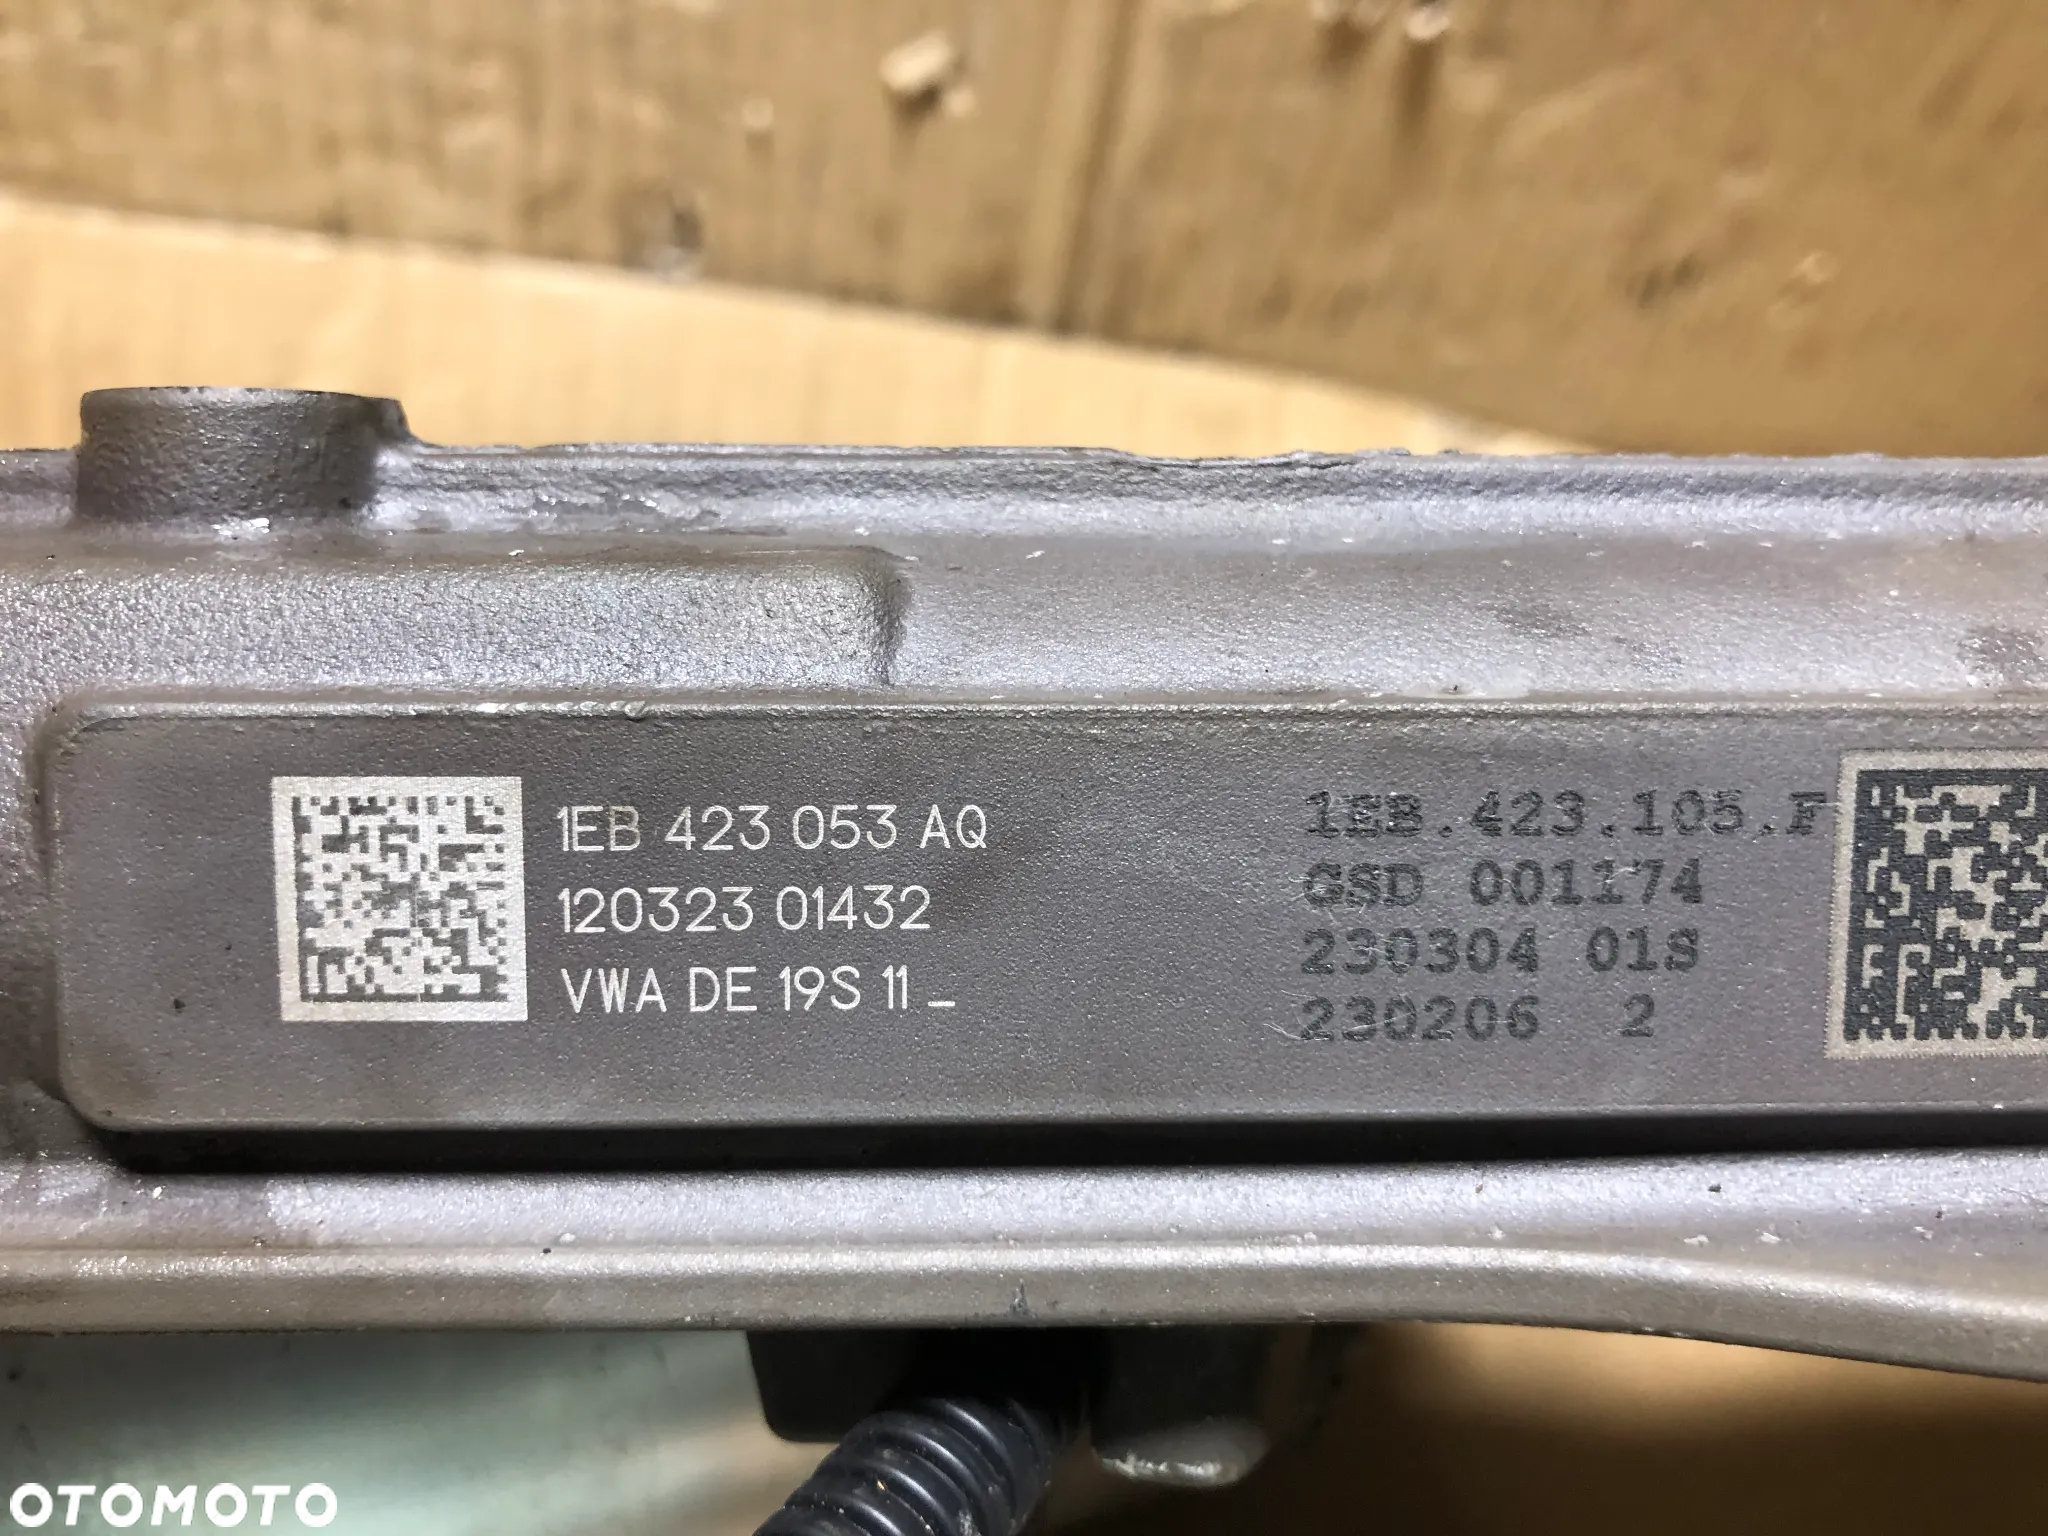 1EB 423 053 AQ
120323 01432
VWA DE 19S 11 _
1EB.423.105.F
GSD 001174
230304 01S
230206 2
OTOMOTO